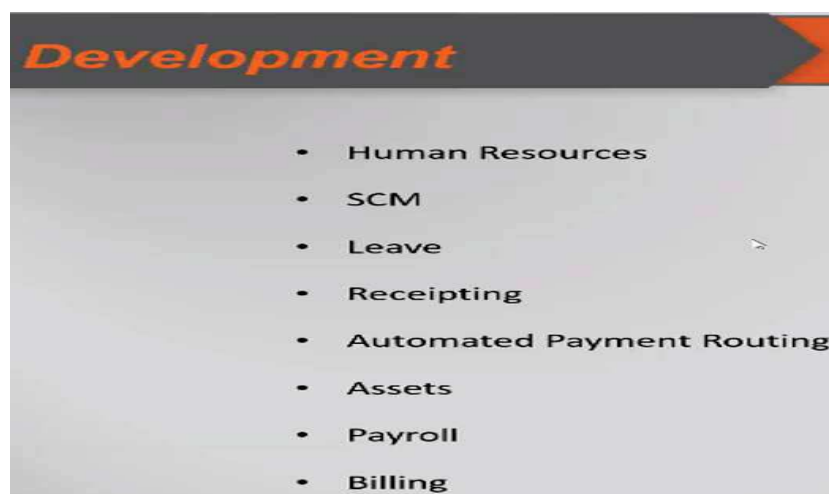 Development
• Human Resources
• SCM
• Leave
• Receipting
• Automated Payment Routing
• Assets
• Payroll
• Billing